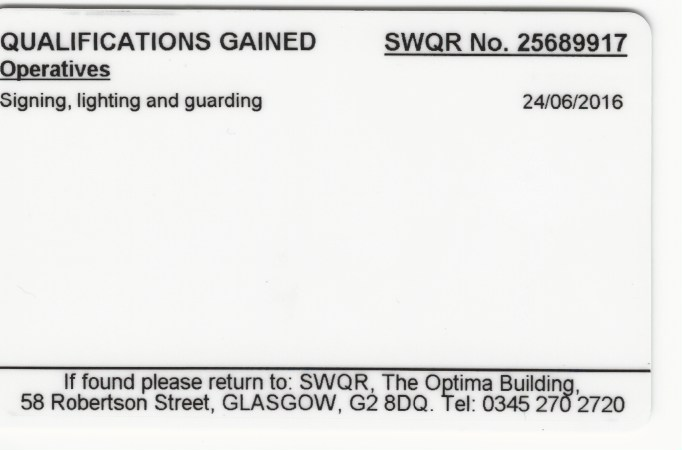 QUALIFICATIONS GAINED SWQR No. 25689917
Operatives
Signing, lighting and guarding 24/06/2016
If found please return to: SWQR, The Optima Building,
58 Robertson Street, GLASGOW, G2 8DQ. Tel: 0345 270 2720